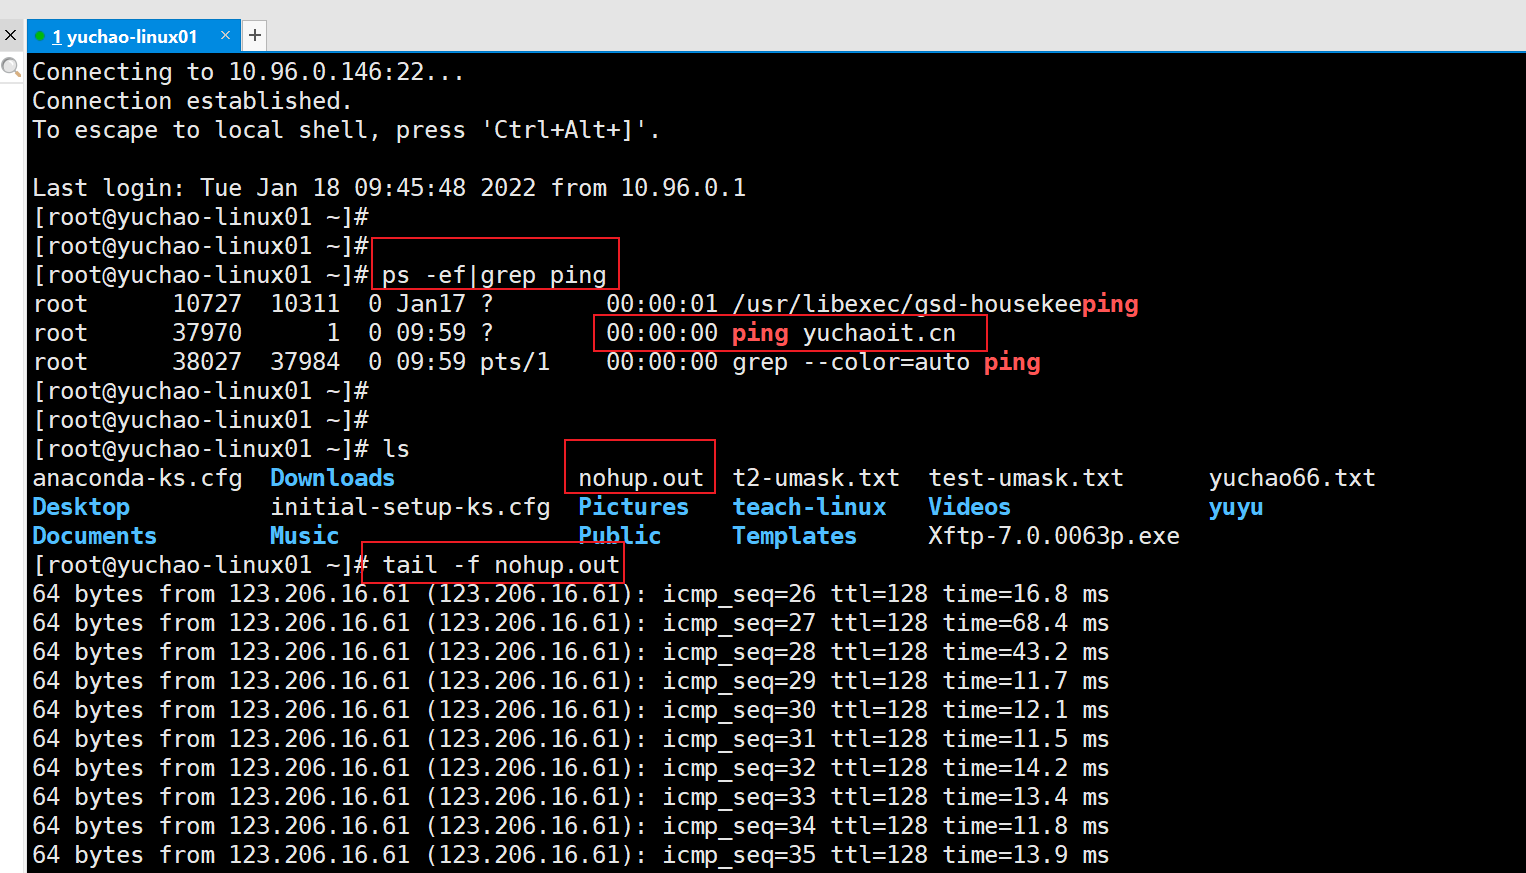 1 yuchao-linux01 × +
Connecting to 10.96.0.146:22...
Connection established.
To escape to local shell, press 'Ctrl+Alt+]'.
Last login: Tue Jan 18 09:45:48 2022 from 10.96.0.1
[root@yuchao-linux01 ~]#
[root@yuchao-linux01 ~]#
[root@yuchao-linux01 ~]# ps -ef|grep ping
root      10727  10311  0 Jan17 ?        00:00:01 /usr/libexec/gsd-housekeeping
root      37970      1  0 09:59 ?        00:00:00 ping yuchaoit.cn
root      38027  37984  0 09:59 pts/1    00:00:00 grep --color=auto ping
[root@yuchao-linux01 ~]#
[root@yuchao-linux01 ~]#
[root@yuchao-linux01 ~]# ls
anaconda-ks.cfg  Downloads             nohup.out  t2-umask.txt  test-umask.txt      yuchao66.txt
Desktop          initial-setup-ks.cfg  Pictures   teach-linux   Videos              yuyu
Documents        Music                 Public     Templates     Xftp-7.0.0063p.exe
[root@yuchao-linux01 ~]# tail -f nohup.out
64 bytes from 123.206.16.61 (123.206.16.61): icmp_seq=26 ttl=128 time=16.8 ms
64 bytes from 123.206.16.61 (123.206.16.61): icmp_seq=27 ttl=128 time=68.4 ms
64 bytes from 123.206.16.61 (123.206.16.61): icmp_seq=28 ttl=128 time=43.2 ms
64 bytes from 123.206.16.61 (123.206.16.61): icmp_seq=29 ttl=128 time=11.7 ms
64 bytes from 123.206.16.61 (123.206.16.61): icmp_seq=30 ttl=128 time=12.1 ms
64 bytes from 123.206.16.61 (123.206.16.61): icmp_seq=31 ttl=128 time=11.5 ms
64 bytes from 123.206.16.61 (123.206.16.61): icmp_seq=32 ttl=128 time=14.2 ms
64 bytes from 123.206.16.61 (123.206.16.61): icmp_seq=33 ttl=128 time=13.4 ms
64 bytes from 123.206.16.61 (123.206.16.61): icmp_seq=34 ttl=128 time=11.8 ms
64 bytes from 123.206.16.61 (123.206.16.61): icmp_seq=35 ttl=128 time=13.9 ms